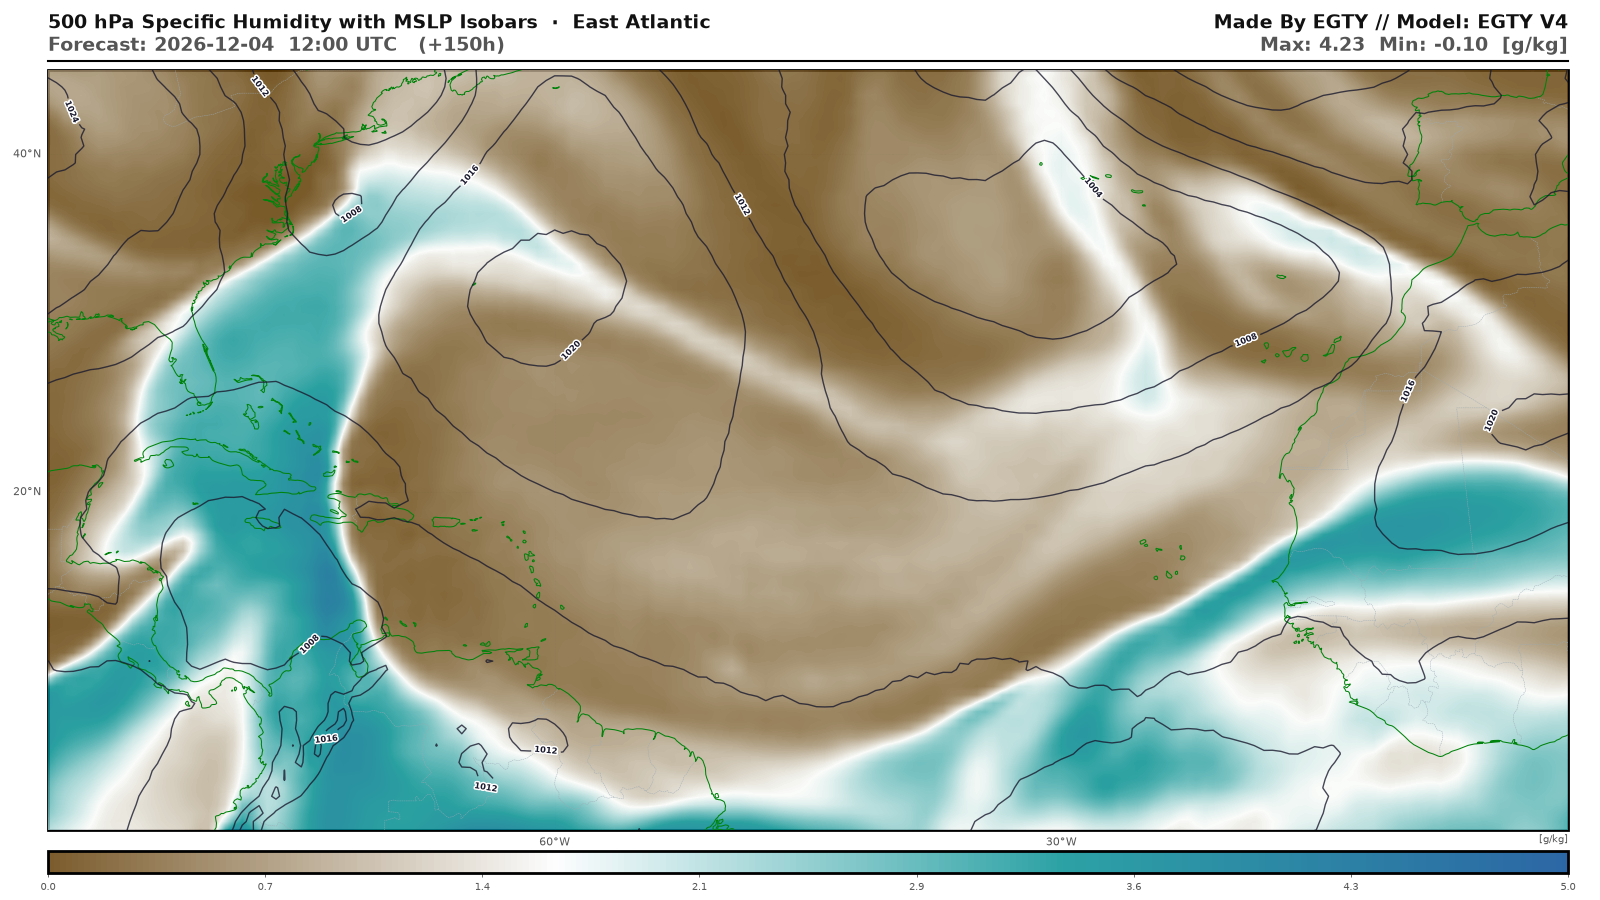 500 hPa Specific Humidity with MSLP Isobars · East Atlantic
Made By EGTY // Model: EGTY V4
Forecast: 2026-12-04 12:00 UTC (+150h)
Max: 4.23 Min: -0.10 [g/kg]
1024
1012
1016
1008
1012
1004
40°N
1020
1008
1016
1020
20°N
1008
1016
1012
1012
60°W
30°W
[g/kg]
0.0
0.7
1.4
2.1
2.9
3.6
4.3
5.0